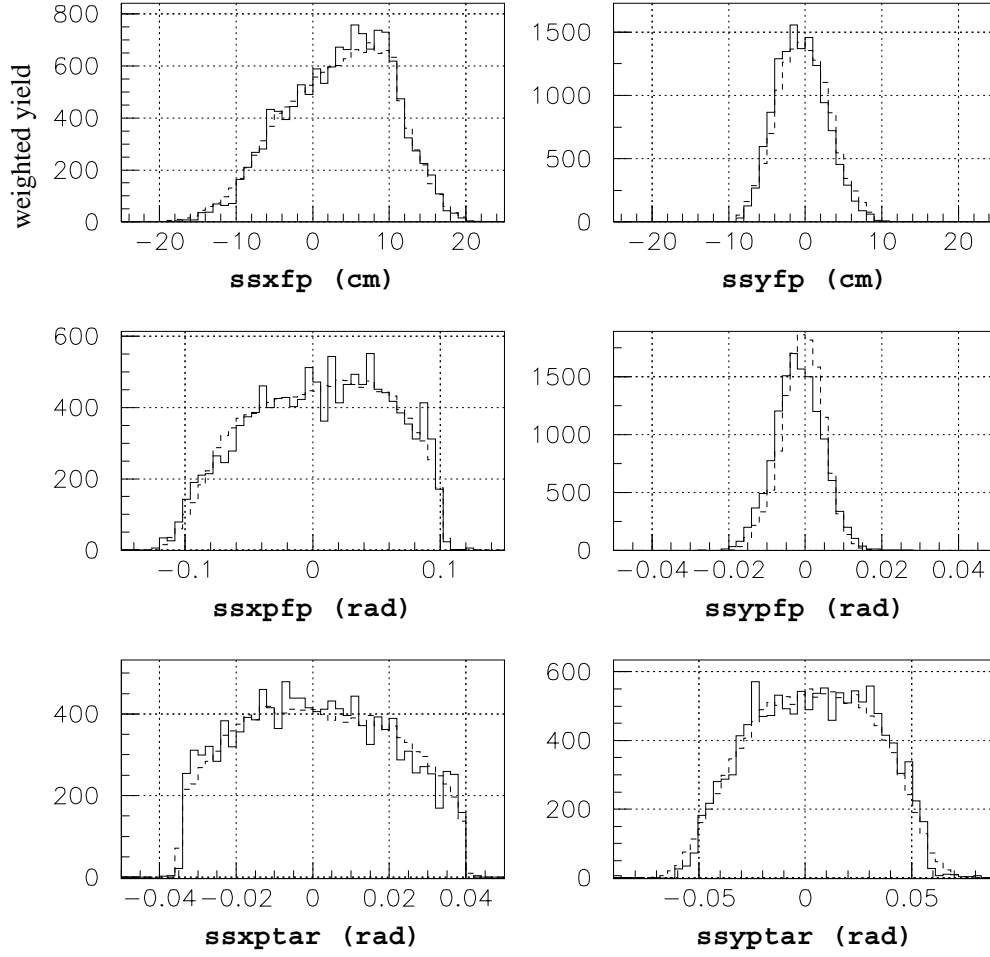 weighted yield
800
600
400
200
0
−20 −10 0 10 20
ssxfp (cm)
1500
1000
500
0
−20 −10 0 10 20
ssyfp (cm)
600
400
200
0
−0.1 0 0.1
ssxpfp (rad)
1500
1000
500
0
−0.04 −0.02 0 0.02 0.04
ssypfp (rad)
400
200
0
−0.04 −0.02 0 0.02 0.04
ssxptar (rad)
600
400
200
0
−0.05 0 0.05
ssyptar (rad)